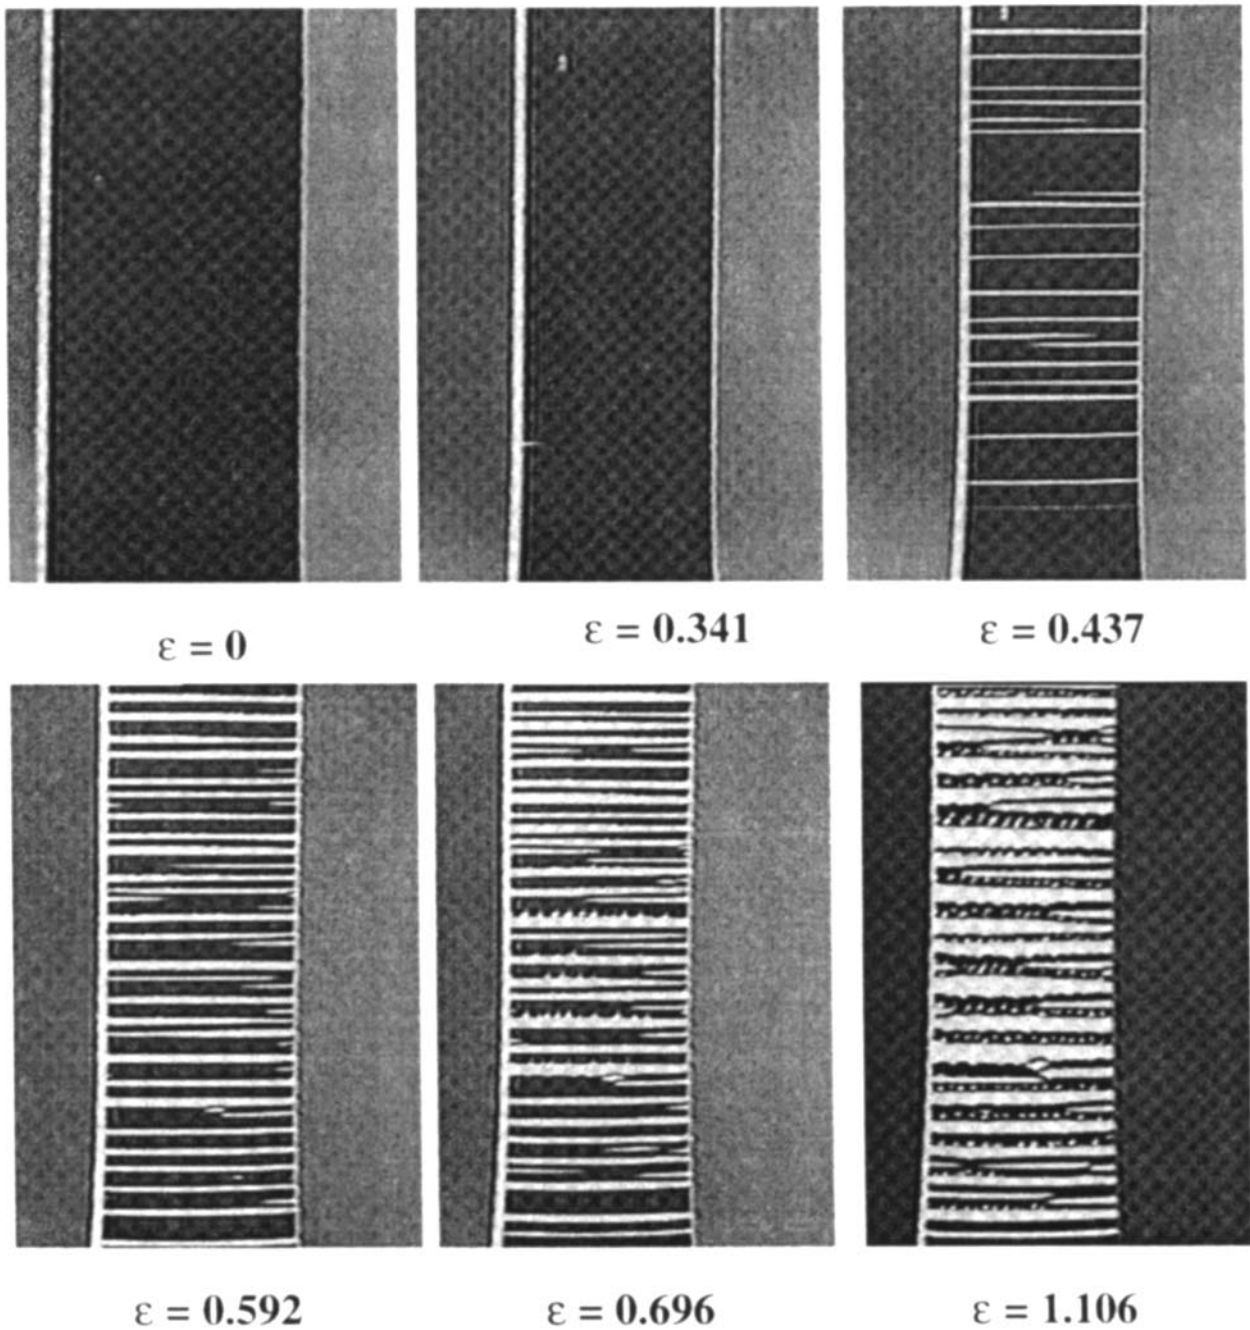 ε = 0
ε = 0.341
ε = 0.437
ε = 0.592
ε = 0.696
ε = 1.106